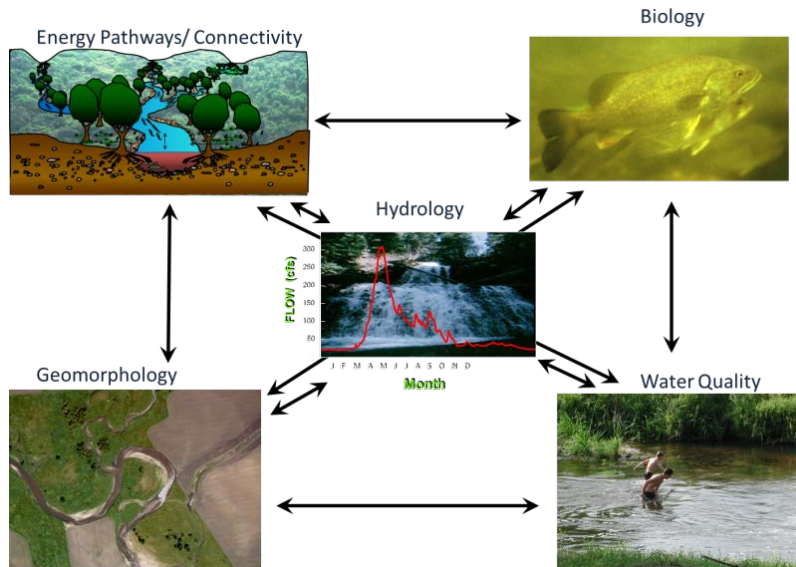 Energy Pathways/ Connectivity
Biology
Hydrology
FLOW (cfs)
300
250
200
150
100
50
J F M A M J J A S O N D
Month
Geomorphology
Water Quality